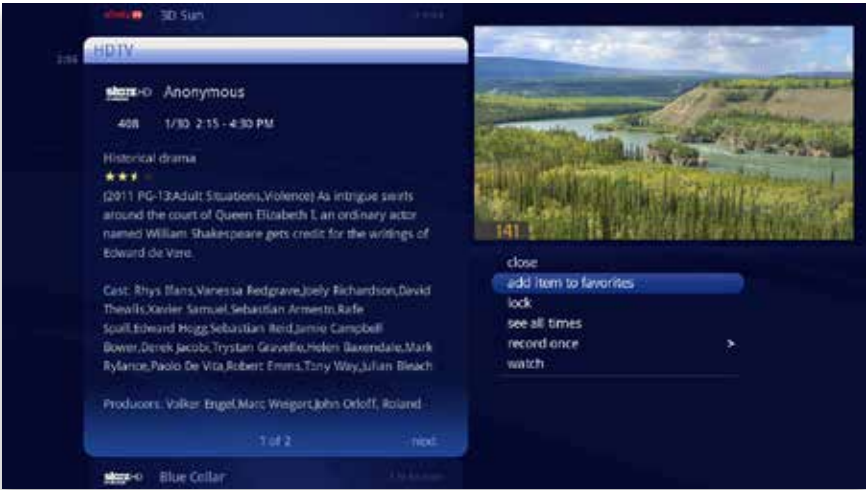 3D Sun
HDTV
HD Anonymous
408 1/30 2:15 - 4:30 PM
Historical drama
(2011 PG-13:Adult Situations,Violence) As intrigue swirls
around the court of Queen Elizabeth I, an ordinary actor
named William Shakespeare gets credit for the writings of
Edward de Vere.
Cast: Rhys Ifans,Vanessa Redgrave,Joely Richardson,David
Thewlis,Xavier Samuel,Sebastian Armesto,Rafe
Spall,Edward Hogg,Sebastian Reid,Jamie Campbell
Bower,Derek Jacobi,Trystan Gravelle,Helen Baxendale,Mark
Rylance,Paolo De Vita,Robert Emms,Tony Way,Julian Bleach
Producers: Volker Engel,Marc Weigert,John Orloff, Roland
1 of 2 next
Blue Collar
141
close
add item to favorites
lock
see all times
record once >
watch